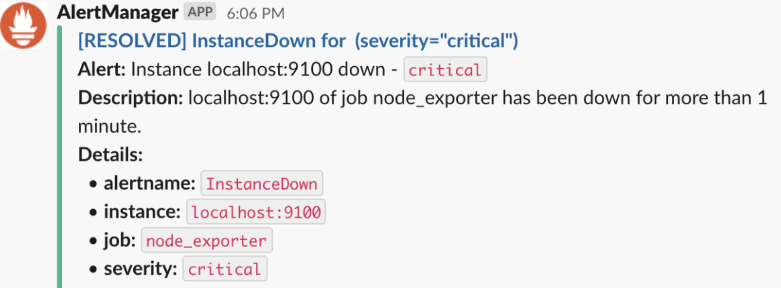 AlertManager APP 6:06 PM
[RESOLVED] InstanceDown for (severity="critical")
Alert: Instance localhost:9100 down - critical
Description: localhost:9100 of job node_exporter has been down for more than 1
minute.
Details:
• alertname: InstanceDown
• instance: localhost:9100
• job: node_exporter
• severity: critical